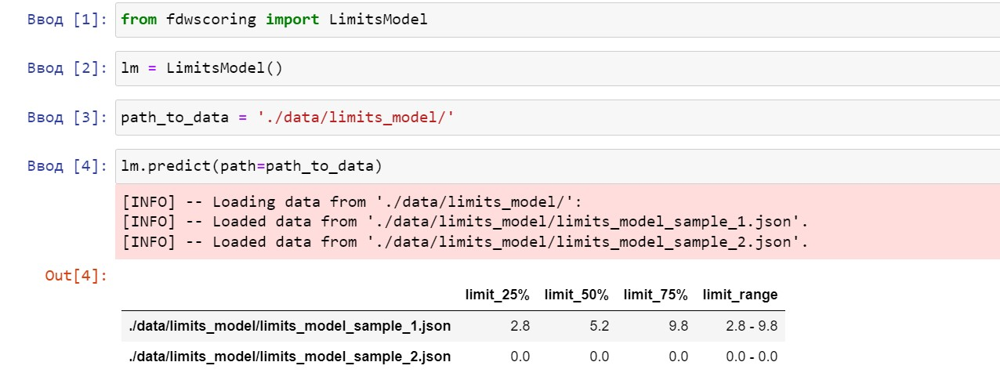 Ввод [1]: from fdwscoring import LimitsModel
Ввод [2]: lm = LimitsModel()
Ввод [3]: path_to_data = './data/limits_model/'
Ввод [4]: lm.predict(path=path_to_data)
[INFO] -- Loading data from './data/limits_model/':
[INFO] -- Loaded data from './data/limits_model/limits_model_sample_1.json'.
[INFO] -- Loaded data from './data/limits_model/limits_model_sample_2.json'.
Out[4]:
limit_25% limit_50% limit_75% limit_range
./data/limits_model/limits_model_sample_1.json 2.8 5.2 9.8 2.8 - 9.8
./data/limits_model/limits_model_sample_2.json 0.0 0.0 0.0 0.0 - 0.0